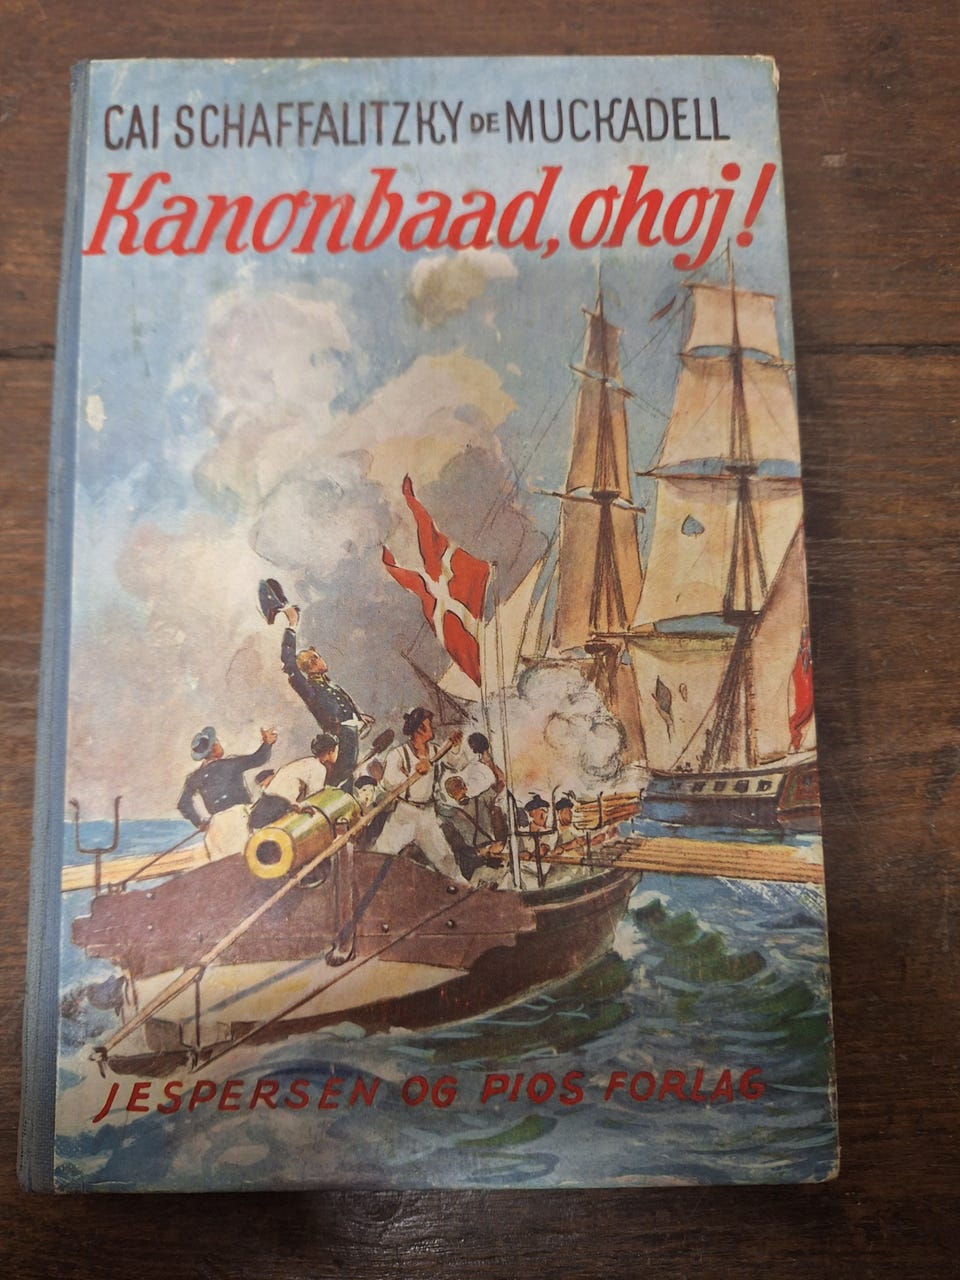 CAI SCHAFFALITZKY DE MUCKADELL
Kanonbaad, ohoj!
JESPERSEN OG PIOS FORLAG